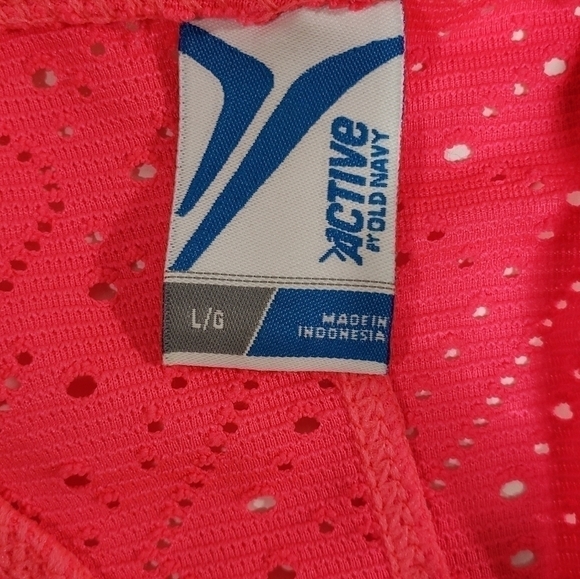 ACTIVE
BY OLD NAVY
L/G
MADE IN
INDONESIA